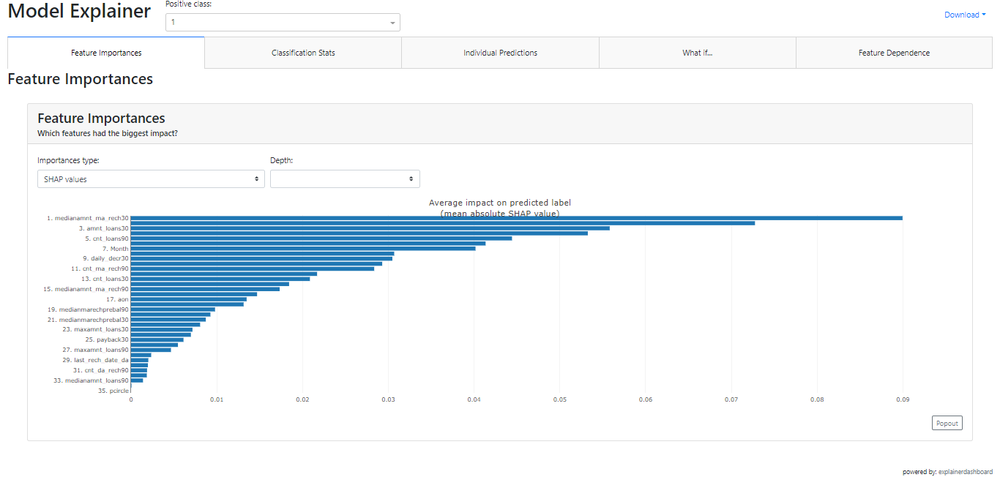 Model Explainer
Positive class:
1
Download
Feature Importances
Classification Stats
Individual Predictions
What if...
Feature Dependence
Feature Importances
Feature Importances
Which features had the biggest impact?
Importances type:
Depth:
SHAP values
Average impact on predicted label
(mean absolute SHAP value)
1. medianamnt_ma_rech30
3. amnt_loans30
5. cnt_loans90
7. Month
9. daily_decr30
11. cnt_ma_rech90
13. cnt_loans30
15. medianamnt_ma_rech90
17. aon
19. medianmarechprebal90
21. medianmarechprebal30
23. maxamnt_loans30
25. payback30
27. maxamnt_loans90
29. last_rech_date_da
31. cnt_da_rech90
33. medianamnt_loans90
35. pcircle
0 0.01 0.02 0.03 0.04 0.05 0.06 0.07 0.08 0.09
Popout
powered by: explainerdashboard